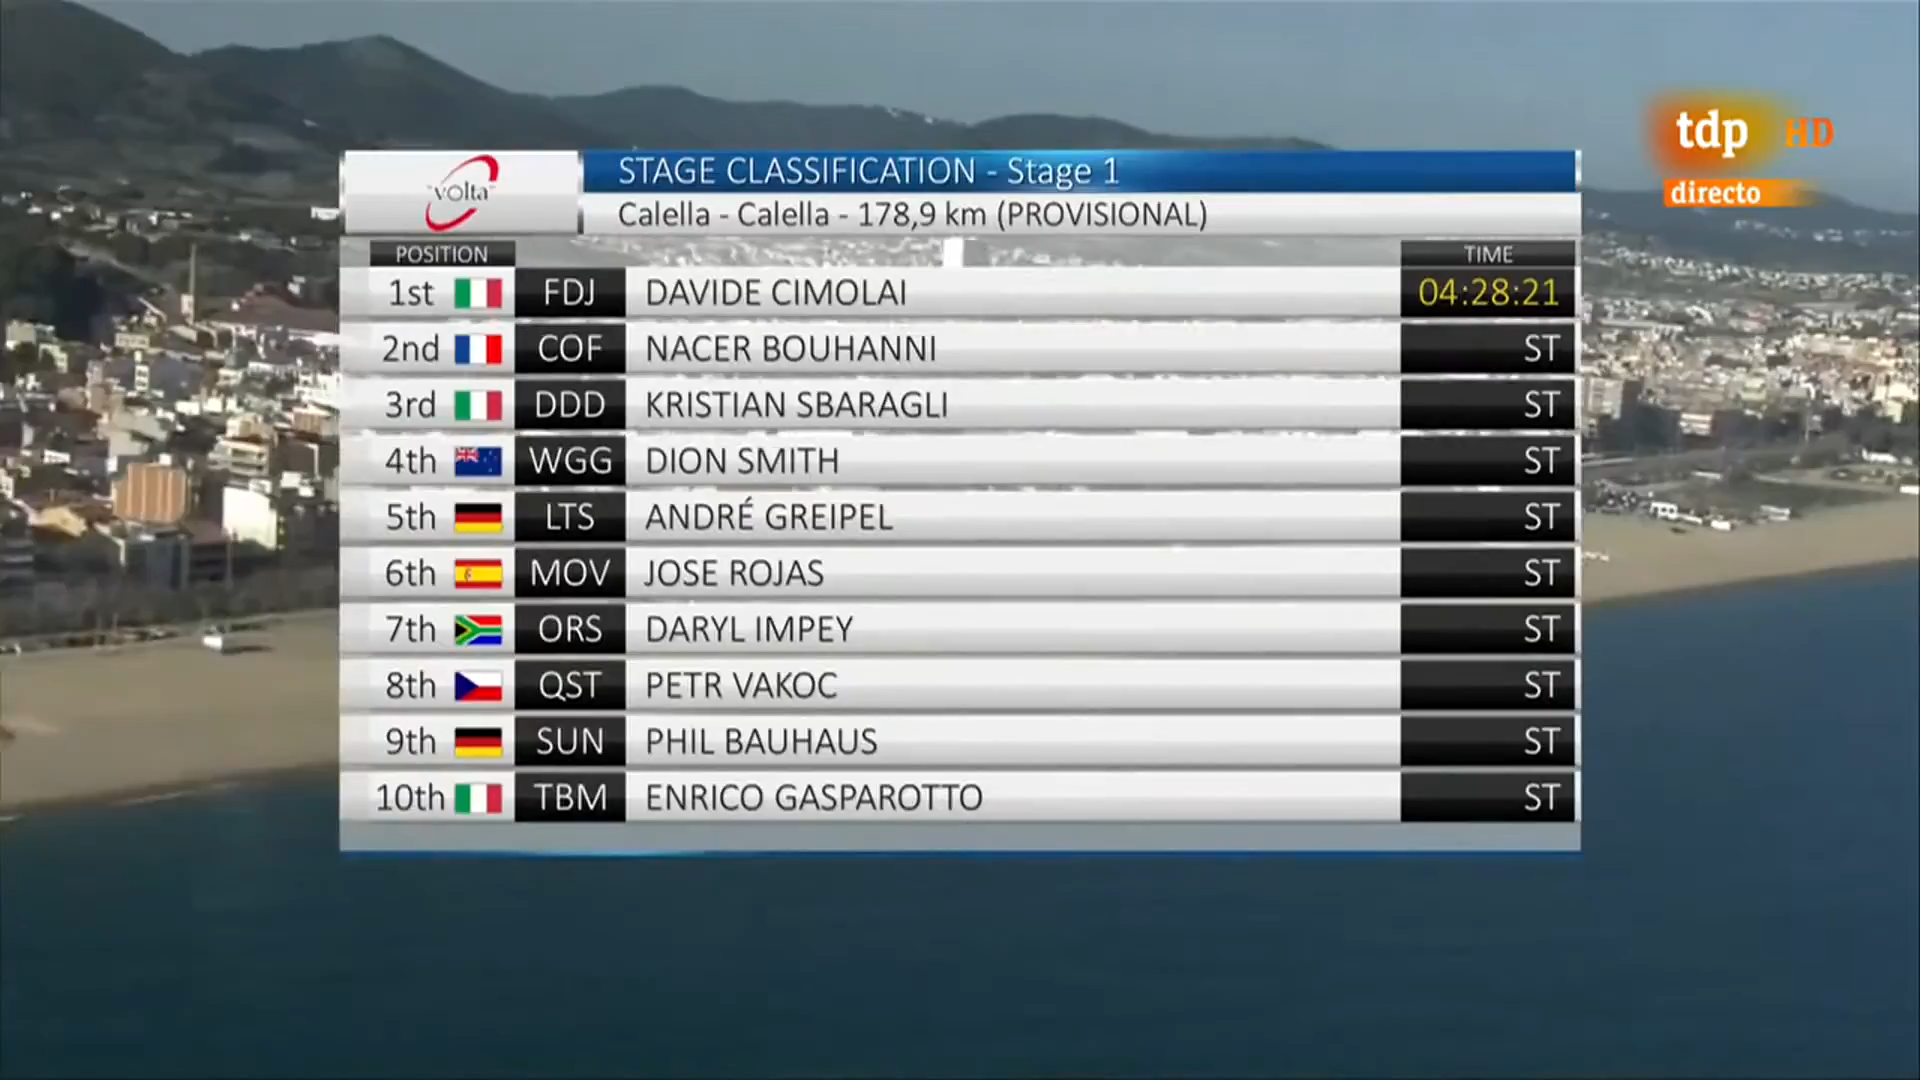 tdp HD
directo
"volta"
STAGE CLASSIFICATION - Stage 1
Calella - Calella - 178,9 km (PROVISIONAL)
POSITION TIME
1st FDJ DAVIDE CIMOLAI 04:28:21
2nd COF NACER BOUHANNI ST
3rd DDD KRISTIAN SBARAGLI ST
4th WGG DION SMITH ST
5th LTS ANDRÉ GREIPEL ST
6th MOV JOSE ROJAS ST
7th ORS DARYL IMPEY ST
8th QST PETR VAKOC ST
9th SUN PHIL BAUHAUS ST
10th TBM ENRICO GASPAROTTO ST